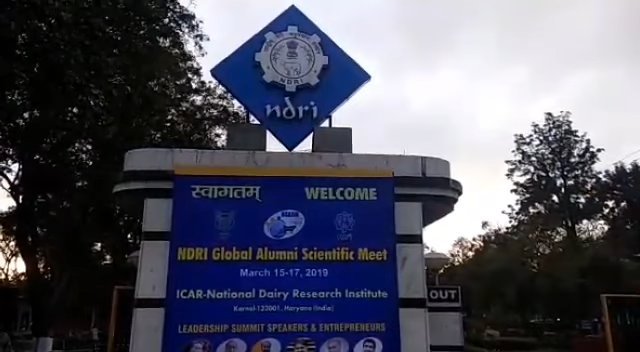 NDRI
ndri
स्वागतम् WELCOME
NDRI Global Alumni Scientific Meet
March 15-17, 2019
ICAR-National Dairy Research Institute
Karnal-132001, Haryana (India)
OUT
LEADERSHIP SUMMIT SPEAKERS & ENTREPRENEURS